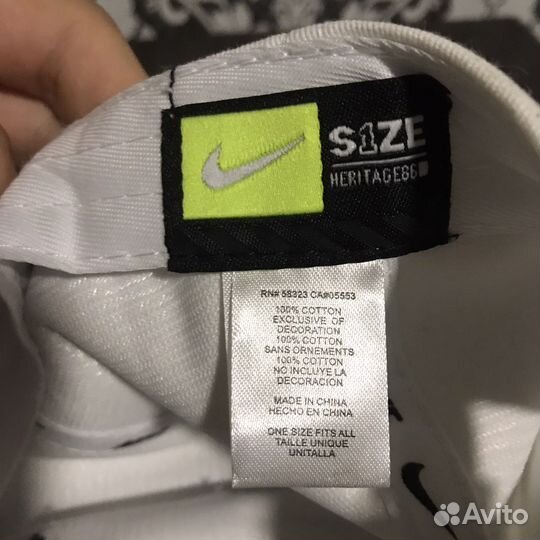 S1ZE
HERITAGE86
RN# 58323 CA#05553
100% COTTON
EXCLUSIVE OF
DECORATION
100% COTTON
SANS ORNEMENTS
100% COTTON
NO INCLUYE LA
DECORACION
MADE IN CHINA
HECHO EN CHINA
ONE SIZE FITS ALL
TAILLE UNIQUE
UNITALLA
Avito